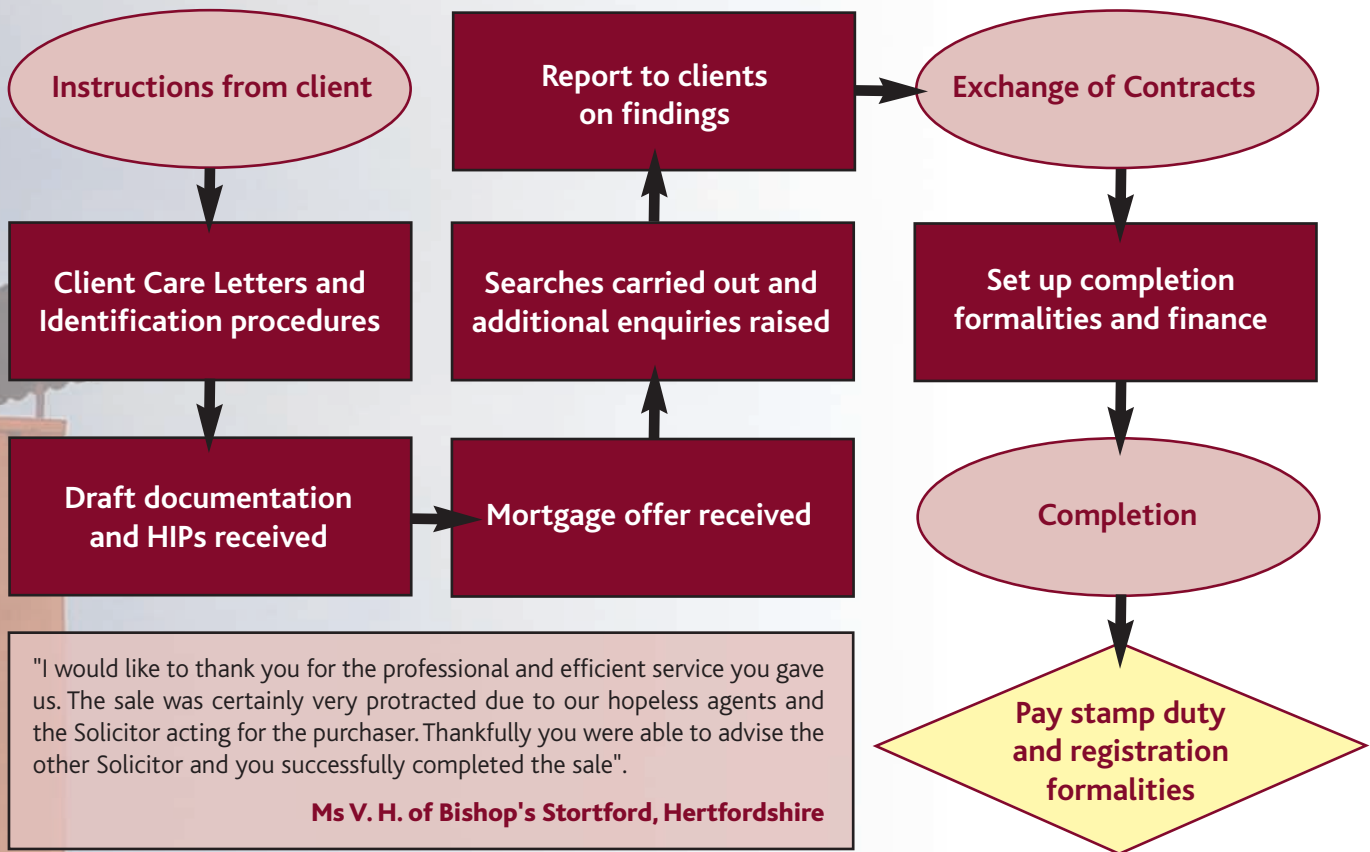 Instructions from client
Client Care Letters and
Identification procedures
Draft documentation
and HIPs received
Mortgage offer received
Searches carried out and
additional enquiries raised
Report to clients
on findings
Exchange of Contracts
Set up completion
formalities and finance
Completion
Pay stamp duty
and registration
formalities
"I would like to thank you for the professional and efficient service you gave
us. The sale was certainly very protracted due to our hopeless agents and
the Solicitor acting for the purchaser. Thankfully you were able to advise the
other Solicitor and you successfully completed the sale".
Ms V. H. of Bishop's Stortford, Hertfordshire